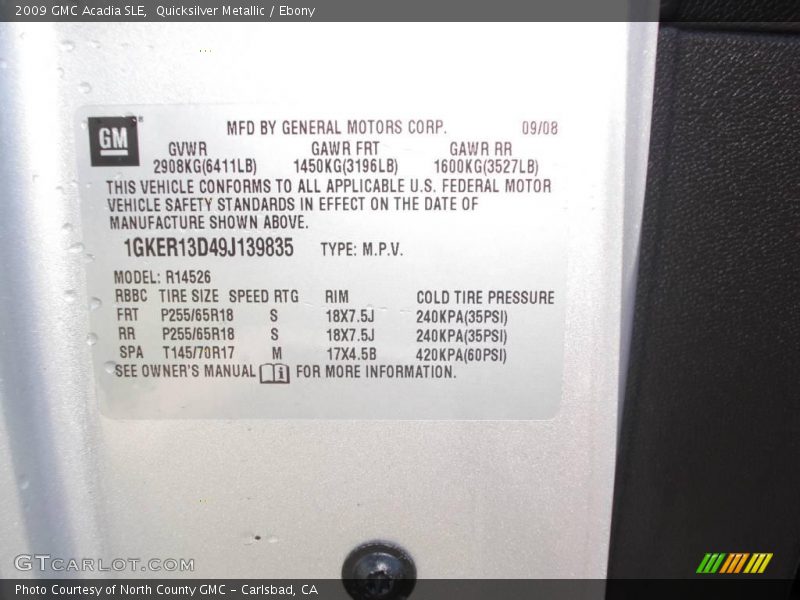 2009 GMC Acadia SLE, Quicksilver Metallic / Ebony
GM
MFD BY GENERAL MOTORS CORP. 09/08
GVWR GAWR FRT GAWR RR
2908KG(6411LB) 1450KG(3196LB) 1600KG(3527LB)
THIS VEHICLE CONFORMS TO ALL APPLICABLE U.S. FEDERAL MOTOR
VEHICLE SAFETY STANDARDS IN EFFECT ON THE DATE OF
MANUFACTURE SHOWN ABOVE.
1GKER13D49J139835 TYPE: M.P.V.
MODEL: R14526
RBBC TIRE SIZE SPEED RTG RIM COLD TIRE PRESSURE
FRT P255/65R18 S 18X7.5J 240KPA(35PSI)
RR P255/65R18 S 18X7.5J 240KPA(35PSI)
SPA T145/70R17 M 17X4.5B 420KPA(60PSI)
SEE OWNER'S MANUAL i FOR MORE INFORMATION.
GTCARLOT.COM
Photo Courtesy of North County GMC - Carlsbad, CA